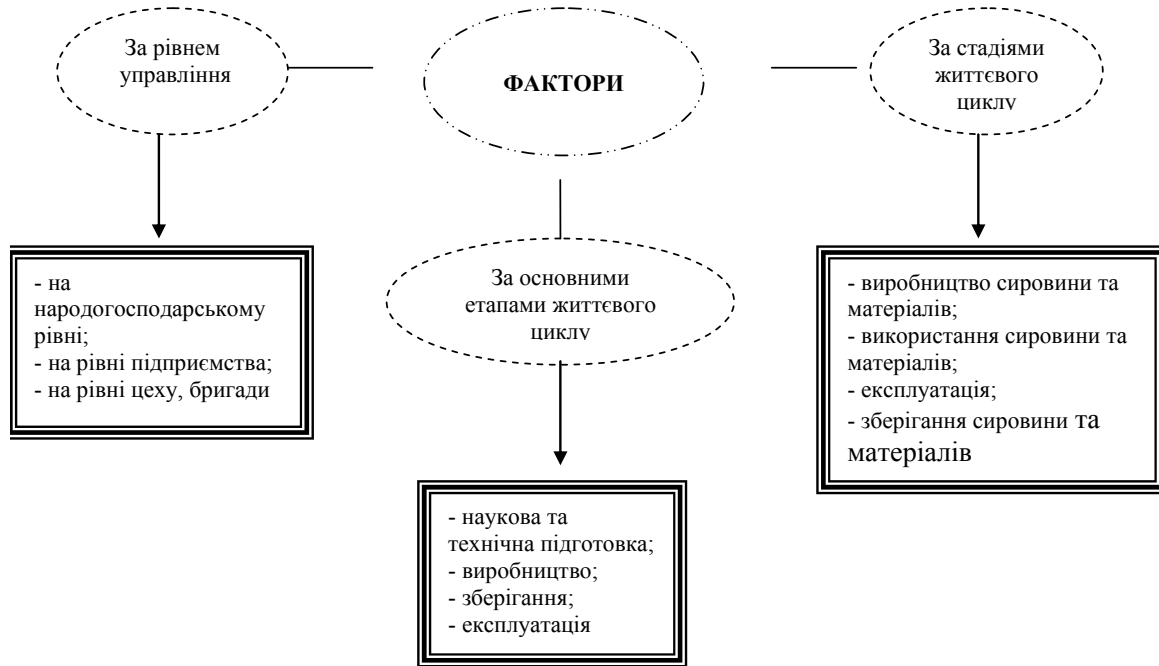 За рівнем
управління
ФАКТОРИ
За стадіями
життєвого
циклу
- на
народогосподарському
рівні;
- на рівні підприємства;
- на рівні цеху, бригади
За основними
етапами життєвого
циклу
- виробництво сировини та
матеріалів;
- використання сировини та
матеріалів;
- експлуатація;
- зберігання сировини та
матеріалів
- наукова та
технічна підготовка;
- виробництво;
- зберігання;
- експлуатація